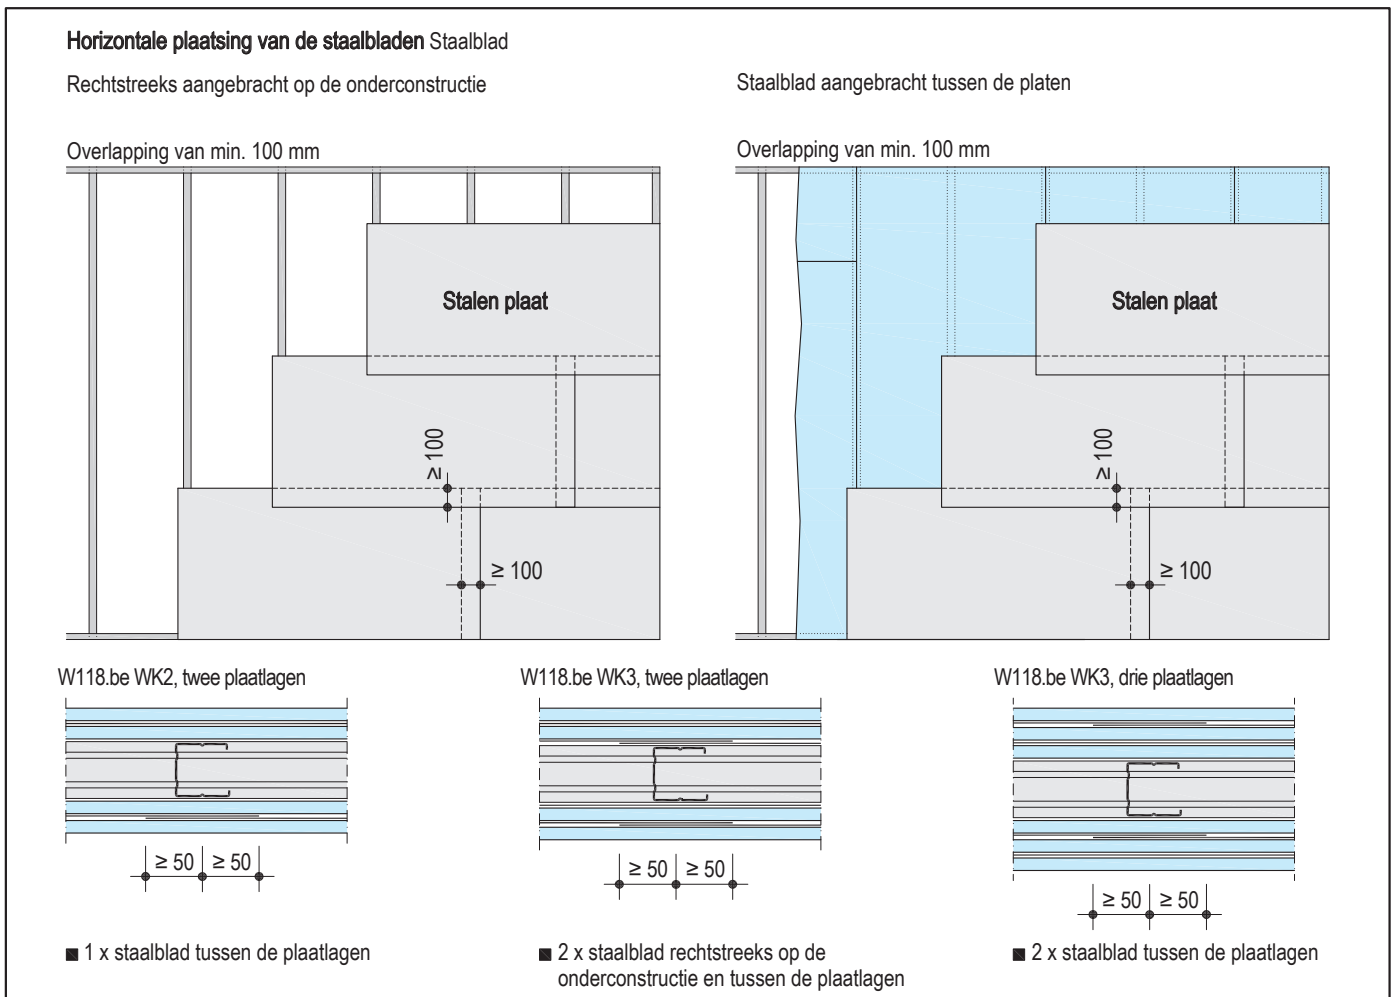 Horizontale plaatsing van de staalbladen Staalblad
Rechtstreeks aangebracht op de onderconstructie
Staalblad aangebracht tussen de platen
Overlapping van min. 100 mm
Overlapping van min. 100 mm
Stalen plaat
Stalen plaat
≥ 100
≥ 100
≥ 100
≥ 100
W118.be WK2, twee plaatlagen
W118.be WK3, twee plaatlagen
W118.be WK3, drie plaatlagen
≥ 50 ≥ 50
≥ 50 ≥ 50
≥ 50 ≥ 50
■ 1 x staalblad tussen de plaatlagen
■ 2 x staalblad rechtstreeks op de
onderconstructie en tussen de plaatlagen
■ 2 x staalblad tussen de plaatlagen